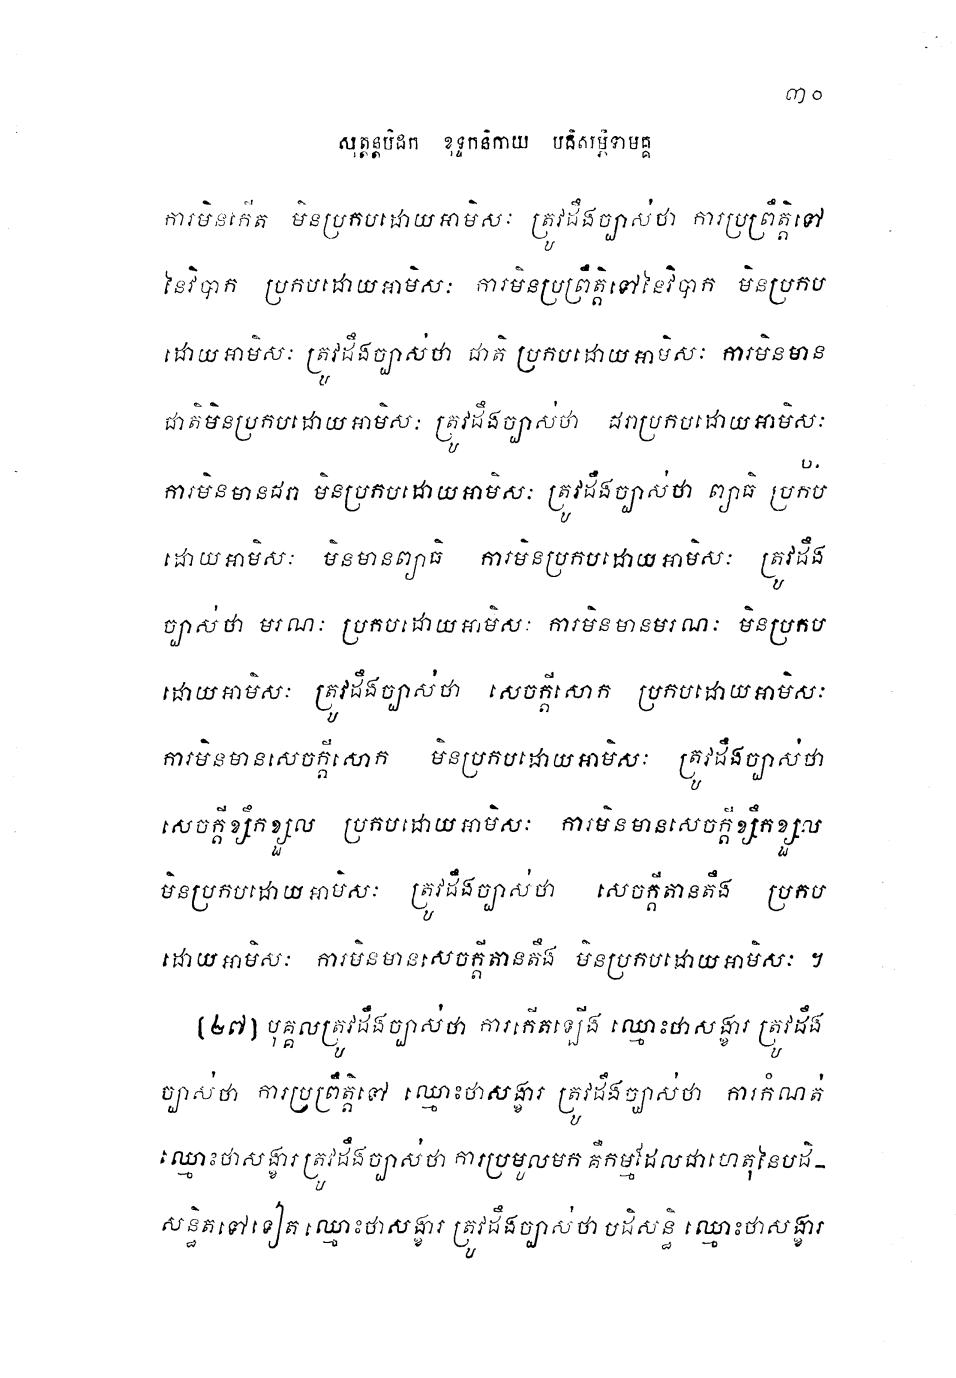 ៣០
សុត្តន្តបិដក ខុទ្ទកនិកាយ បដិសម្ភិទាមគ្គ
ការមិនកើត មិនប្រកបដោយអាមិសៈ ត្រូវដឹងច្បាស់ថា ការប្រព្រឹត្តិទៅ
នៃវិបាក ប្រកបដោយអាមិសៈ ការមិនប្រព្រឹត្តិទៅនៃវិបាក មិនប្រកប
ដោយអាមិសៈ ត្រូវដឹងច្បាស់ថា ជាតិ ប្រកបដោយអាមិសៈ ការមិនមាន
ជាតិមិនប្រកបដោយអាមិសៈ ត្រូវដឹងច្បាស់ថា ជរាប្រកបដោយអាមិសៈ
ការមិនមានជរា មិនប្រកបដោយអាមិសៈ ត្រូវដឹងច្បាស់ថា ព្យាធិ ប្រកប
ដោយអាមិសៈ មិនមានព្យាធិ ការមិនប្រកបដោយអាមិសៈ ត្រូវដឹង
ច្បាស់ថា មរណៈ ប្រកបដោយអាមិសៈ ការមិនមានមរណៈ មិនប្រកប
ដោយអាមិសៈ ត្រូវដឹងច្បាស់ថា សេចក្តីសោក ប្រកបដោយអាមិសៈ
ការមិនមានសេចក្តីសោក មិនប្រកបដោយអាមិសៈ ត្រូវដឹងច្បាស់ថា
សេចក្តីខ្សឹកខ្សួល ប្រកបដោយអាមិសៈ ការមិនមានសេចក្តីខ្សឹកខ្សួល
មិនប្រកបដោយអាមិសៈ ត្រូវដឹងច្បាស់ថា សេចក្តីតានតឹង ប្រកប
ដោយអាមិសៈ ការមិនមានសេចក្តីតានតឹង មិនប្រកបដោយអាមិសៈ ។
(២៧) បុគ្គលត្រូវដឹងច្បាស់ថា ការកើតឡើង ឈ្មោះថាសង្ខារ ត្រូវដឹង
ច្បាស់ថា ការប្រព្រឹត្តិទៅ ឈ្មោះថាសង្ខារ ត្រូវដឹងច្បាស់ថា ការកំណត់
ឈ្មោះថាសង្ខារ ត្រូវដឹងច្បាស់ថា ការប្រមូលមក គឺកម្មដែលជាហេតុនៃបដិ–
សន្ធិតទៅទៀត ឈ្មោះថាសង្ខារ ត្រូវដឹងច្បាស់ថា បដិសន្ធិ ឈ្មោះថាសង្ខារ